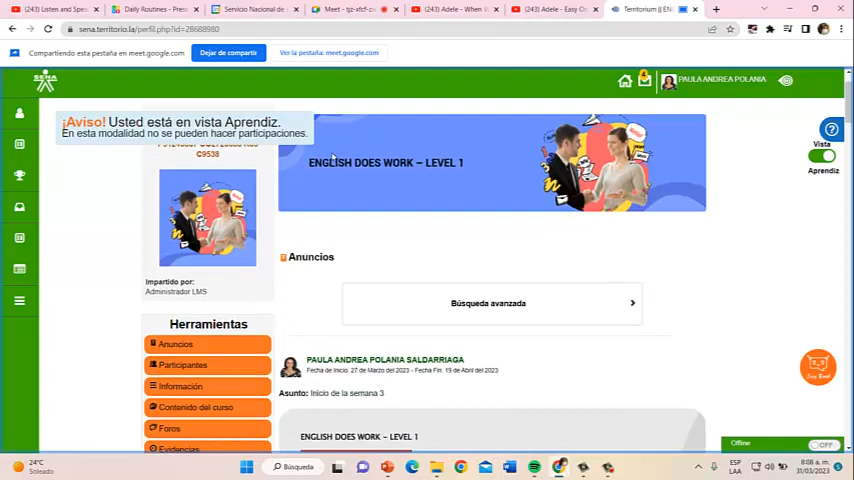 (243) Listen and Spea
Daily Routines - Pres
Servicio Nacional de
Meet - tjz-xfcf-z
(243) Adele - When W
(243) Adele - Easy O
Territorium || EN
sena.territorio.la/perfil.php?id=28688980
Compartiendo esta pestaña en meet.google.com
Dejar de compartir
Ver la pestaña: meet.google.com
SENA
4
PAULA ANDREA POLANIA
¡Aviso! Usted está en vista Aprendiz.
En esta modalidad no se pueden hacer participaciones.
C9538
ENGLISH DOES WORK – LEVEL 1
Vista
Aprendiz
Anuncios
Búsqueda avanzada
Impartido por:
Administrador LMS
Herramientas
Anuncios
Participantes
Información
Contenido del curso
Foros
Evidencias
PAULA ANDREA POLANIA SALDARRIAGA
Fecha de Inicio: 27 de Marzo del 2023 - Fecha Fin: 19 de Abril del 2023
Asunto: Inicio de la semana 3
ENGLISH DOES WORK – LEVEL 1
Offline
OFF
24°C
Soleado
Búsqueda
ESP
LAA
8:08 a. m.
31/03/2023